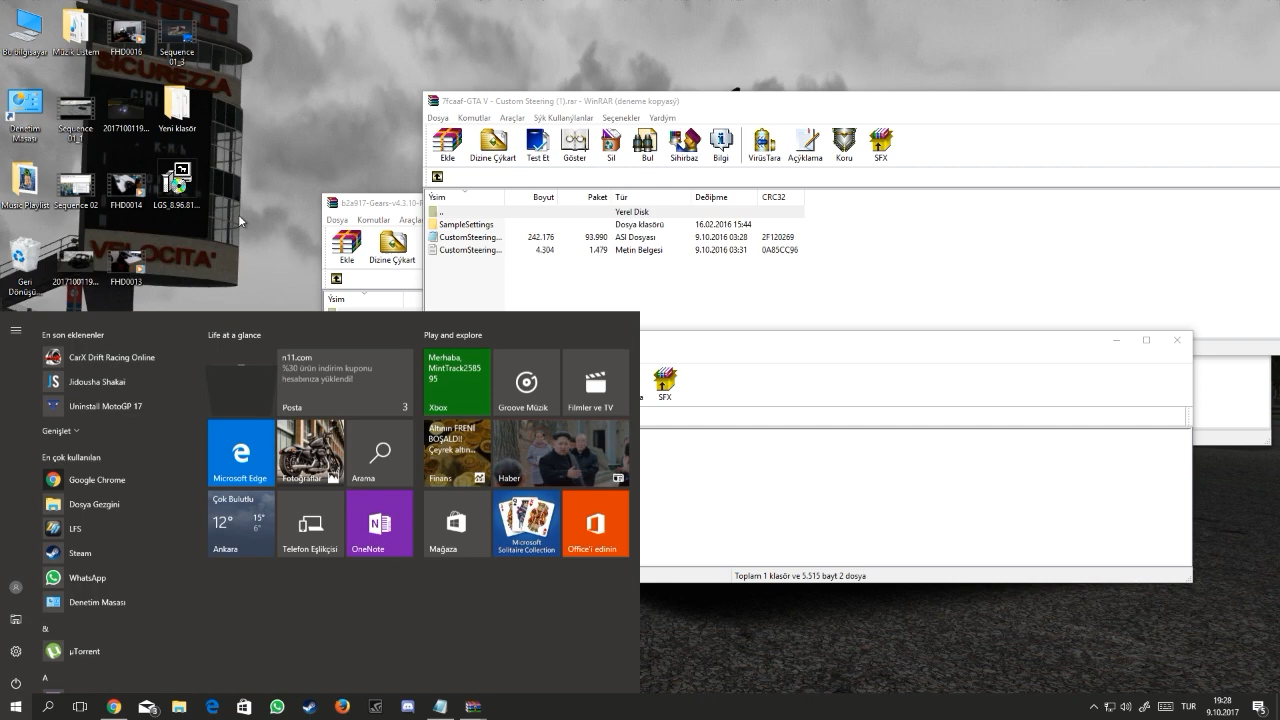 Bu bilgisayar
Müzik Listem
FHD0016
Sequence
01_3
Denetim
Masası
Sequence
01_1
2017100119...
Yeni klasör
Music Playlist
Sequence 02
FHD0014
LGS_8.96.81...
Geri
Dönüşü...
2017100119...
FHD0013
SICUREZZA
VELOCITA'
7fcaaf-GTA V - Custom Steering (1).rar - WinRAR (deneme kopyasý)
Dosya Komutlar Araçlar Sýk Kullanýlanlar Seçenekler Yardým
Ekle Dizine Çýkart Test Et Göster Sil Bul Sihirbaz Bilgi VirüsTara Açýklama Koru SFX
Ýsim Boyut Paket Tür Deðiþme CRC32
.. Yerel Disk
SampleSettings Dosya klasörü 16.02.2016 15:44
CustomSteering... 242.176 93.990 ASI Dosyası 9.10.2016 03:28 2F120269
CustomSteering... 4.304 1.479 Metin Belgesi 9.10.2016 03:31 0A85CC96
b2a917-Gears-v4.3.10-
Dosya Komutlar Araçla
Ekle Dizine Çýkart
Ýsim
SFX
Toplam 1 klasör ve 5.515 bayt 2 dosya
En son eklenenler
CarX Drift Racing Online
Jidousha Shakai
Uninstall MotoGP 17
Genişlet
En çok kullanılan
Google Chrome
Dosya Gezgini
LFS
Steam
WhatsApp
Denetim Masası
&
µTorrent
A
Life at a glance
n11.com
%30 ürün indirim kuponu
hesabınıza yüklendi!
Posta 3
Microsoft Edge
Fotoğraflar
Arama
Çok Bulutlu
12° 15°
6°
Ankara
Telefon Eşlikçisi
OneNote
Play and explore
Merhaba,
MintTrack2585
95
Xbox
Groove Müzik
Filmler ve TV
Altının FRENİ
BOŞALDI!
Çeyrek altın...
Finans
Haber
Mağaza
Microsoft
Solitaire Collection
Office'i edinin
TUR
19:28
9.10.2017